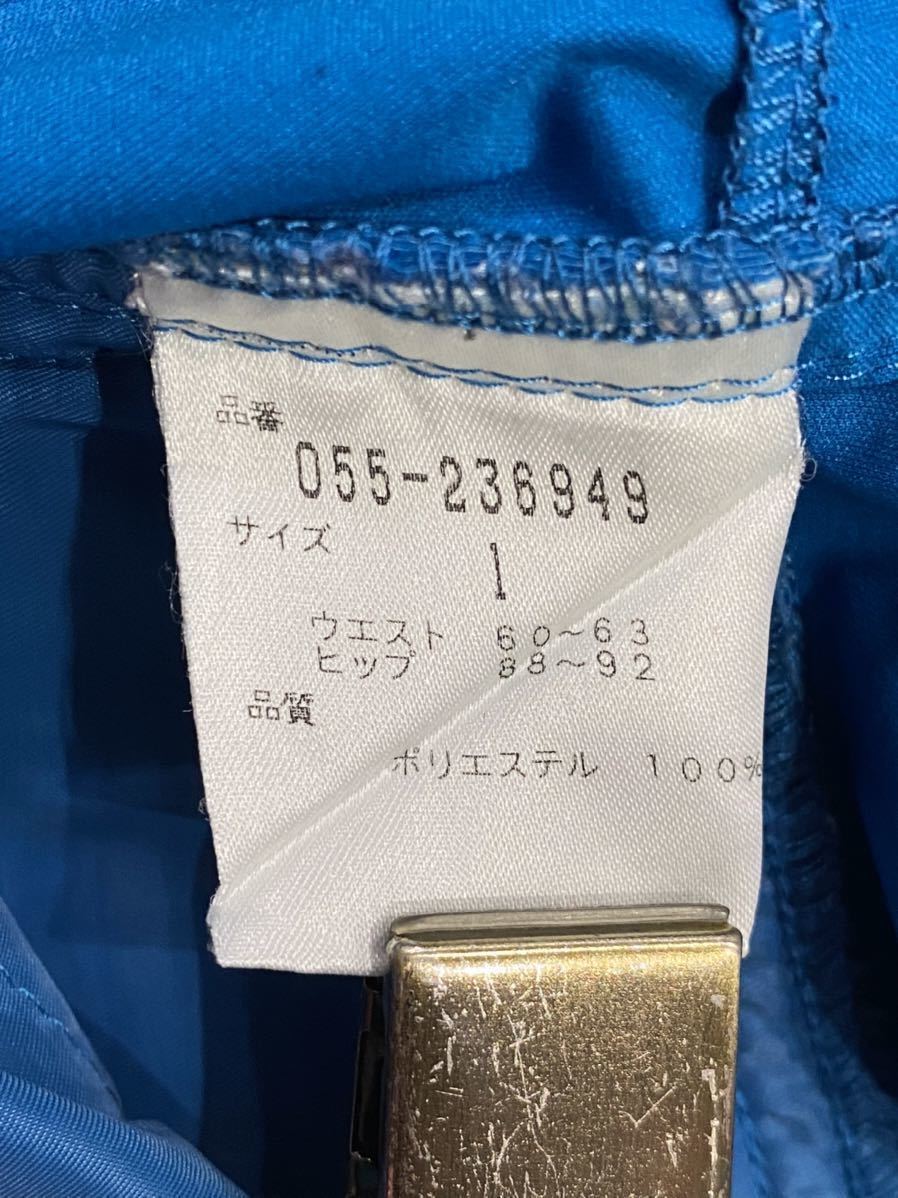 品番
055-236949
サイズ
1
ウエスト 60～63
ヒップ 88～92
品質
ポリエステル 100%